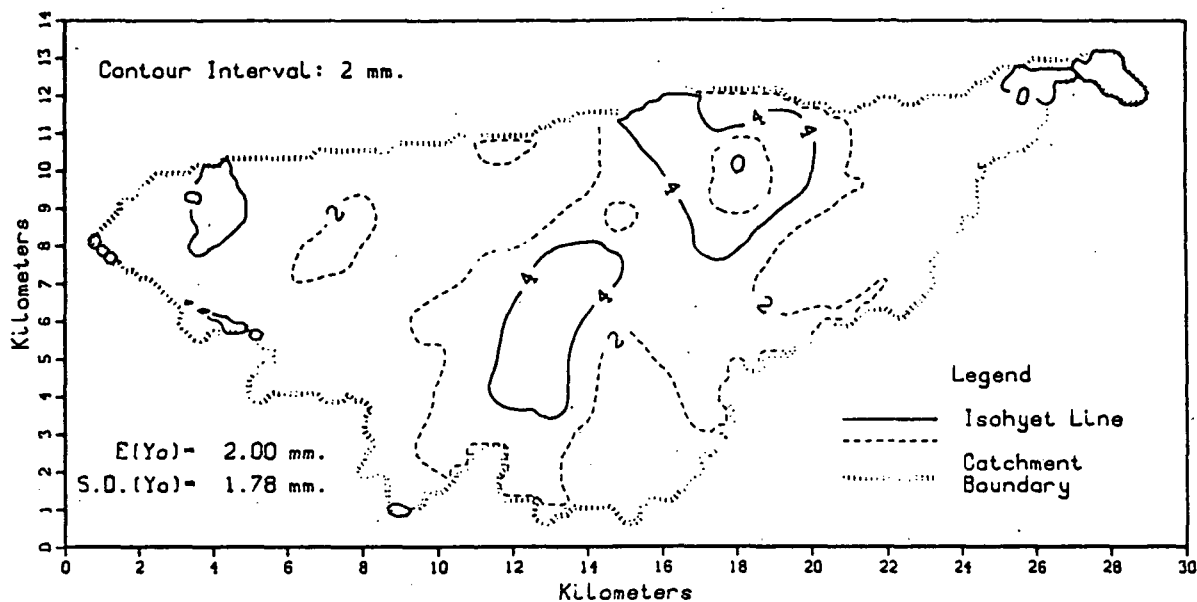 Contour Interval: 2 mm.
14
13
12
11
10
9
8
7
6
5
4
3
2
1
0
Kilometers
0
2
4
4
0
4
0
4
4
2
2
Legend
Isohyet Line
Catchment
Boundary
E(Yo)= 2.00 mm.
S.D.(Yo)= 1.78 mm.
0 2 4 6 8 10 12 14 16 18 20 22 24 26 28 30
Kilometers